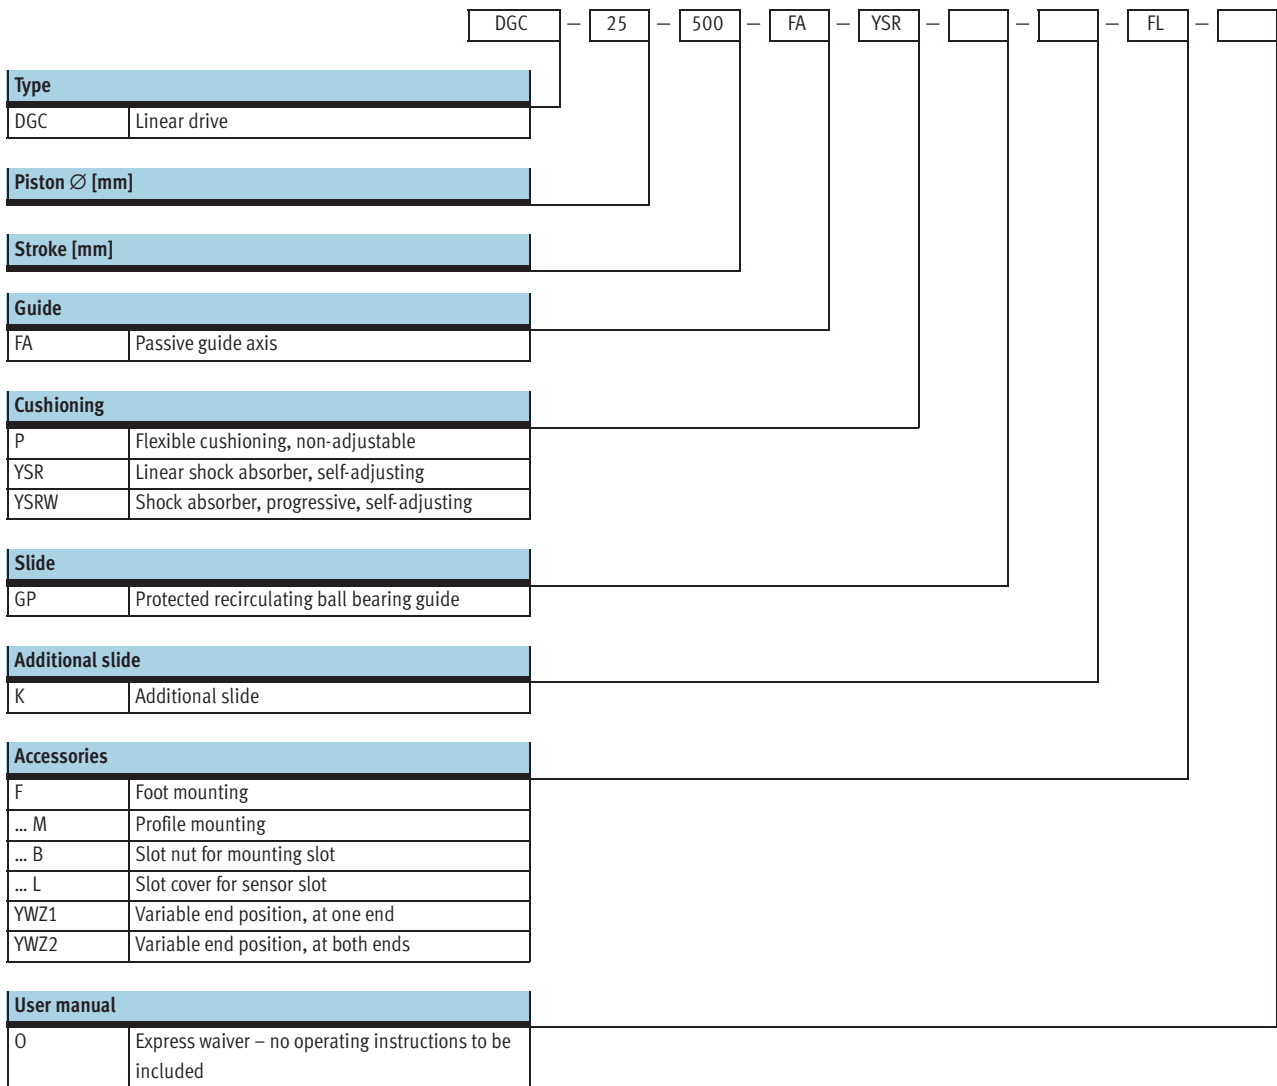 DGC – 25 – 500 – FA – YSR – – – FL –
Type
DGC Linear drive
Piston ∅ [mm]
Stroke [mm]
Guide
FA Passive guide axis
Cushioning
P Flexible cushioning, non-adjustable
YSR Linear shock absorber, self-adjusting
YSRW Shock absorber, progressive, self-adjusting
Slide
GP Protected recirculating ball bearing guide
Additional slide
K Additional slide
Accessories
F Foot mounting
... M Profile mounting
... B Slot nut for mounting slot
... L Slot cover for sensor slot
YWZ1 Variable end position, at one end
YWZ2 Variable end position, at both ends
User manual
O Express waiver – no operating instructions to be
included